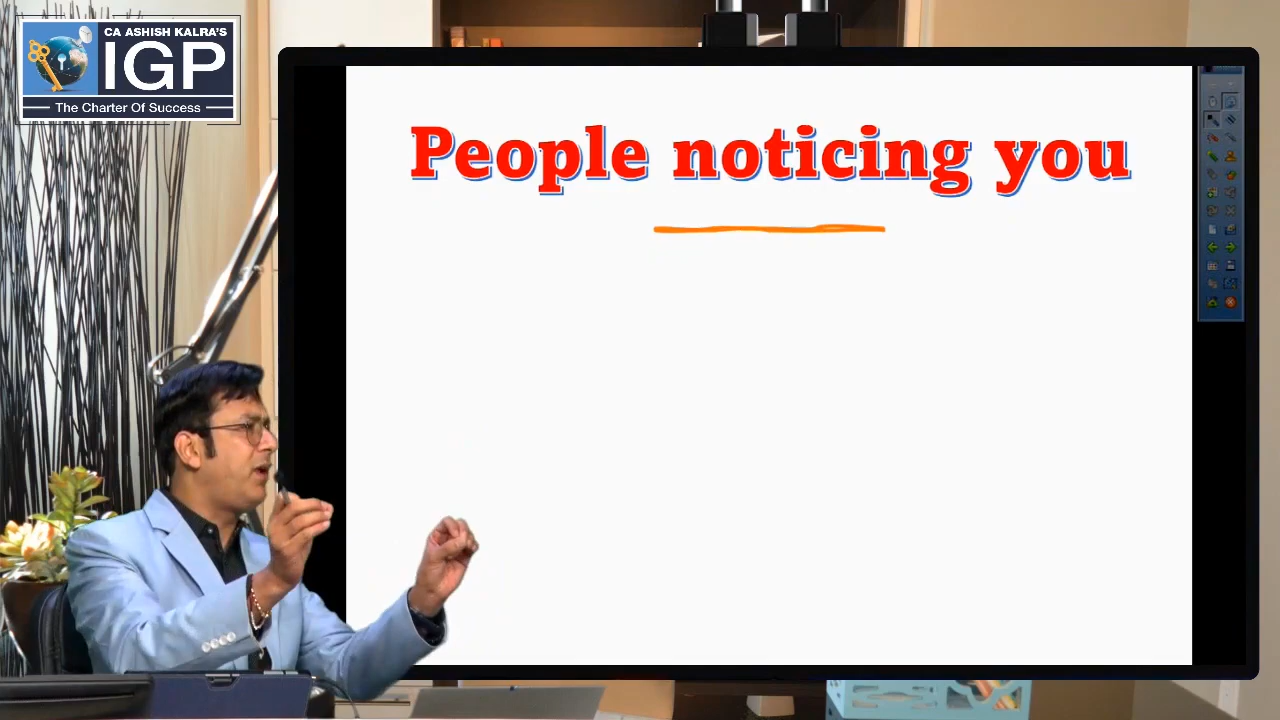 CA ASHISH KALRA'S
IGP
The Charter Of Success
People noticing you